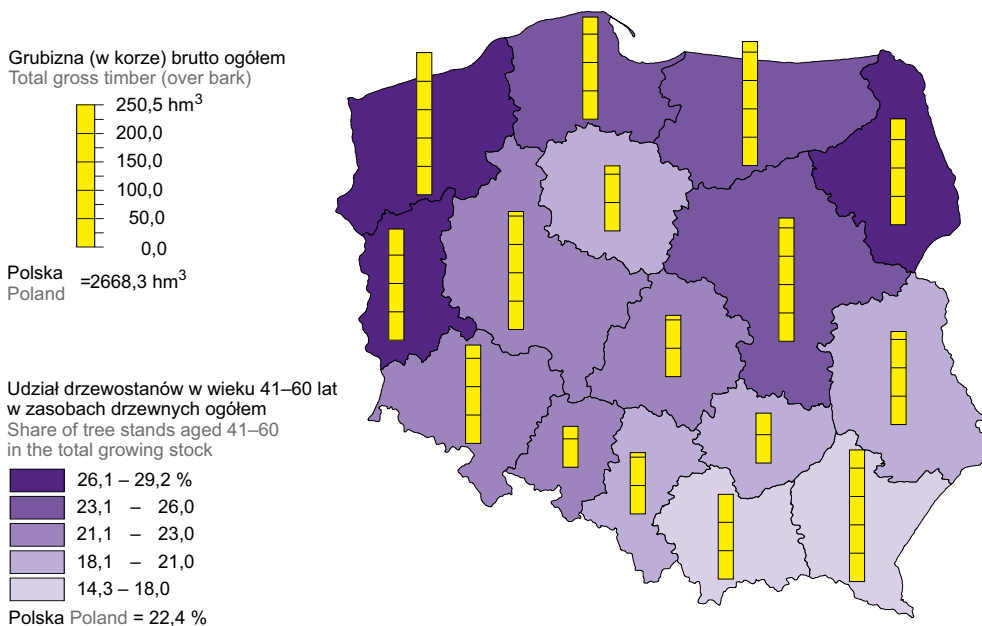 Grubizna (w korze) brutto ogółem
Total gross timber (over bark)
250,5 hm³
200,0
150,0
100,0
50,0
0,0
Polska
Poland
=2668,3 hm³
Udział drzewostanów w wieku 41–60 lat
w zasobach drzewnych ogółem
Share of tree stands aged 41–60
in the total growing stock
26,1 – 29,2 %
23,1 – 26,0
21,1 – 23,0
18,1 – 21,0
14,3 – 18,0
Polska Poland = 22,4 %